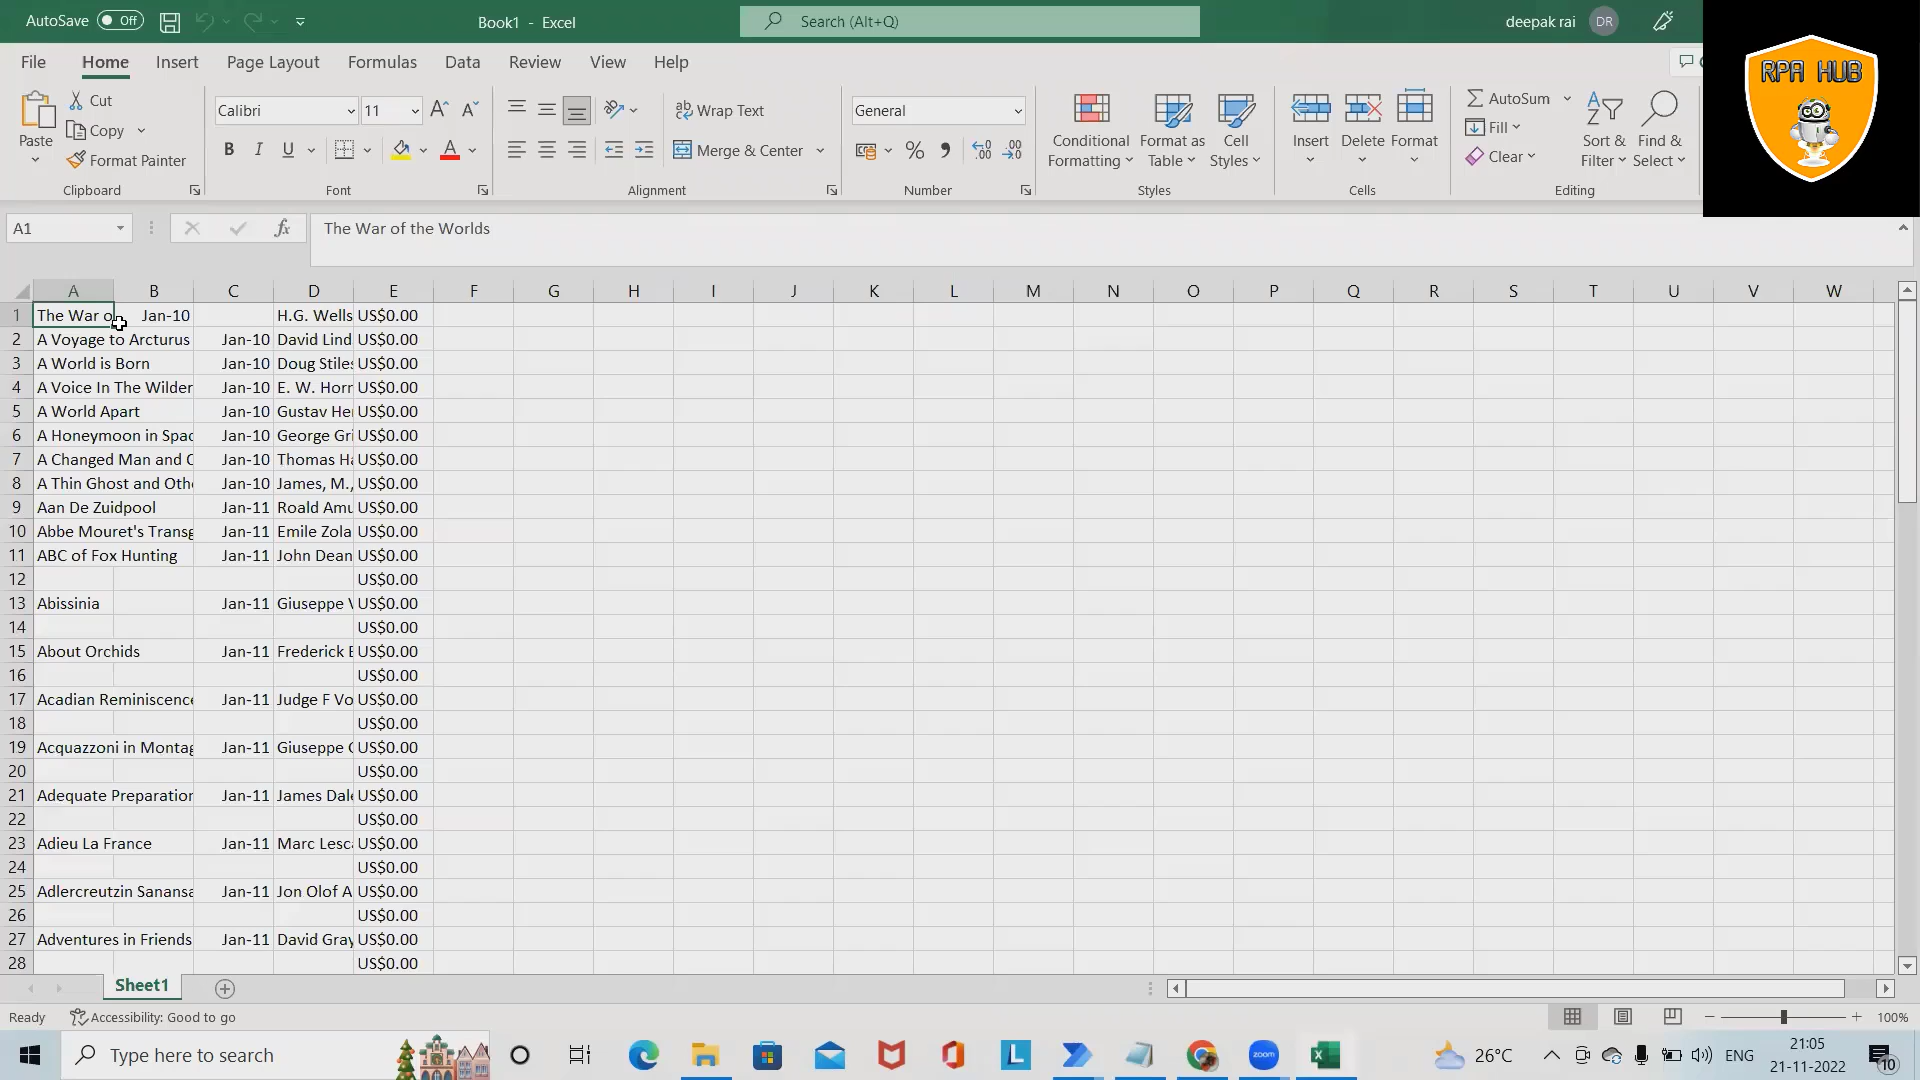 AutoSave Off Book1 - Excel Search (Alt+Q) deepak rai DR
File Home Insert Page Layout Formulas Data Review View Help
RPA HUB
Paste Cut Copy Format Painter Clipboard
Calibri 11 B I U Font
Wrap Text Merge & Center Alignment
General % Number
Conditional Formatting Format as Table Cell Styles Styles
Insert Delete Format Cells
AutoSum Fill Clear Sort & Filter Find & Select Editing
A1 fx The War of the Worlds
A B C D E F G H I J K L M N O P Q R S T U V W
1 The War o Jan-10 H.G. Wells US$0.00
2 A Voyage to Arcturus Jan-10 David Lind US$0.00
3 A World is Born Jan-10 Doug Stiles US$0.00
4 A Voice In The Wilder Jan-10 E. W. Horr US$0.00
5 A World Apart Jan-10 Gustav Her US$0.00
6 A Honeymoon in Spac Jan-10 George Gri US$0.00
7 A Changed Man and O Jan-10 Thomas Ha US$0.00
8 A Thin Ghost and Othe Jan-10 James, M., US$0.00
9 Aan De Zuidpool Jan-11 Roald Amu US$0.00
10 Abbe Mouret's Transg Jan-11 Emile Zola US$0.00
11 ABC of Fox Hunting Jan-11 John Dean US$0.00
12 US$0.00
13 Abissinia Jan-11 Giuseppe V US$0.00
14 US$0.00
15 About Orchids Jan-11 Frederick B US$0.00
16 US$0.00
17 Acadian Reminiscence Jan-11 Judge F Vo US$0.00
18 US$0.00
19 Acquazzoni in Montag Jan-11 Giuseppe G US$0.00
20 US$0.00
21 Adequate Preparation Jan-11 James Dale US$0.00
22 US$0.00
23 Adieu La France Jan-11 Marc Lesca US$0.00
24 US$0.00
25 Adlercreutzin Sanansa Jan-11 Jon Olof A US$0.00
26 US$0.00
27 Adventures in Friends Jan-11 David Gray US$0.00
28 US$0.00
Sheet1
Ready Accessibility: Good to go 100%
Type here to search L zoom 26°C ENG 21:05
21-11-2022 10